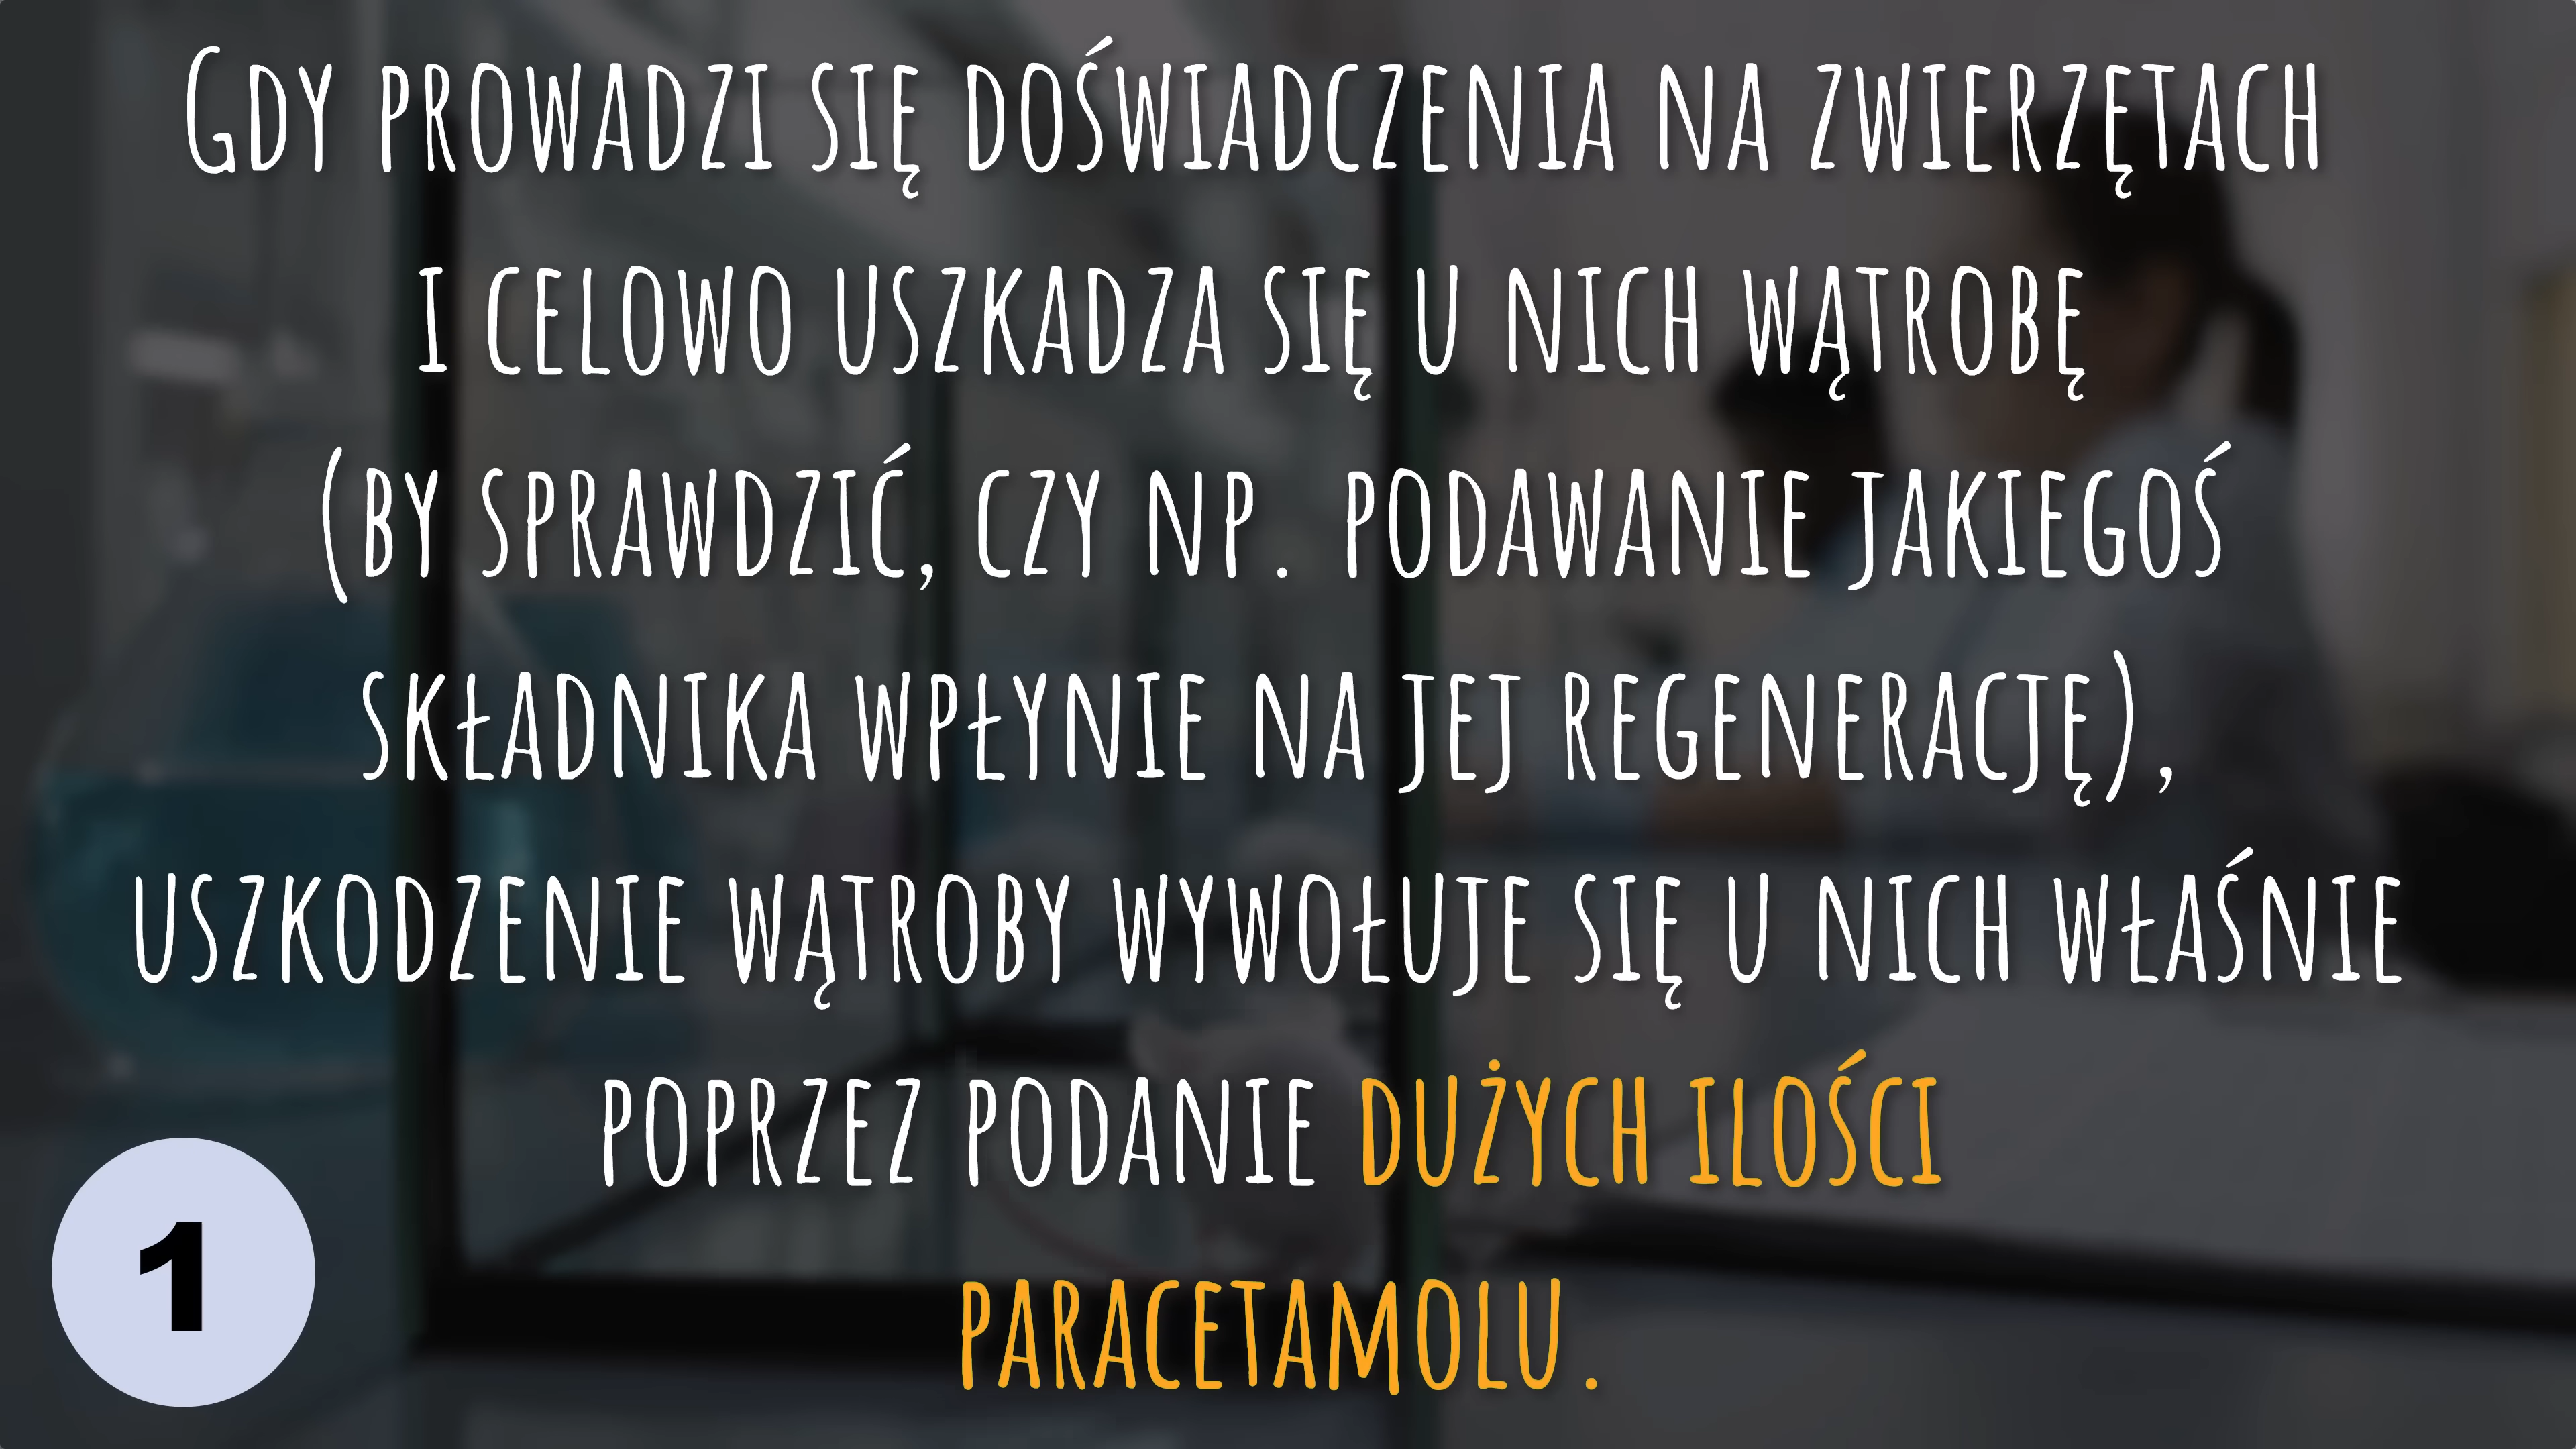 Gdy prowadzi się doświadczenia na zwierzętach
i celowo uszkadza się u nich wątrobę
(by sprawdzić, czy np. podawanie jakiegoś
składnika wpłynie na jej regenerację),
uszkodzenie wątroby wywołuje się u nich właśnie
poprzez podanie dużych ilości
paracetamolu.
1